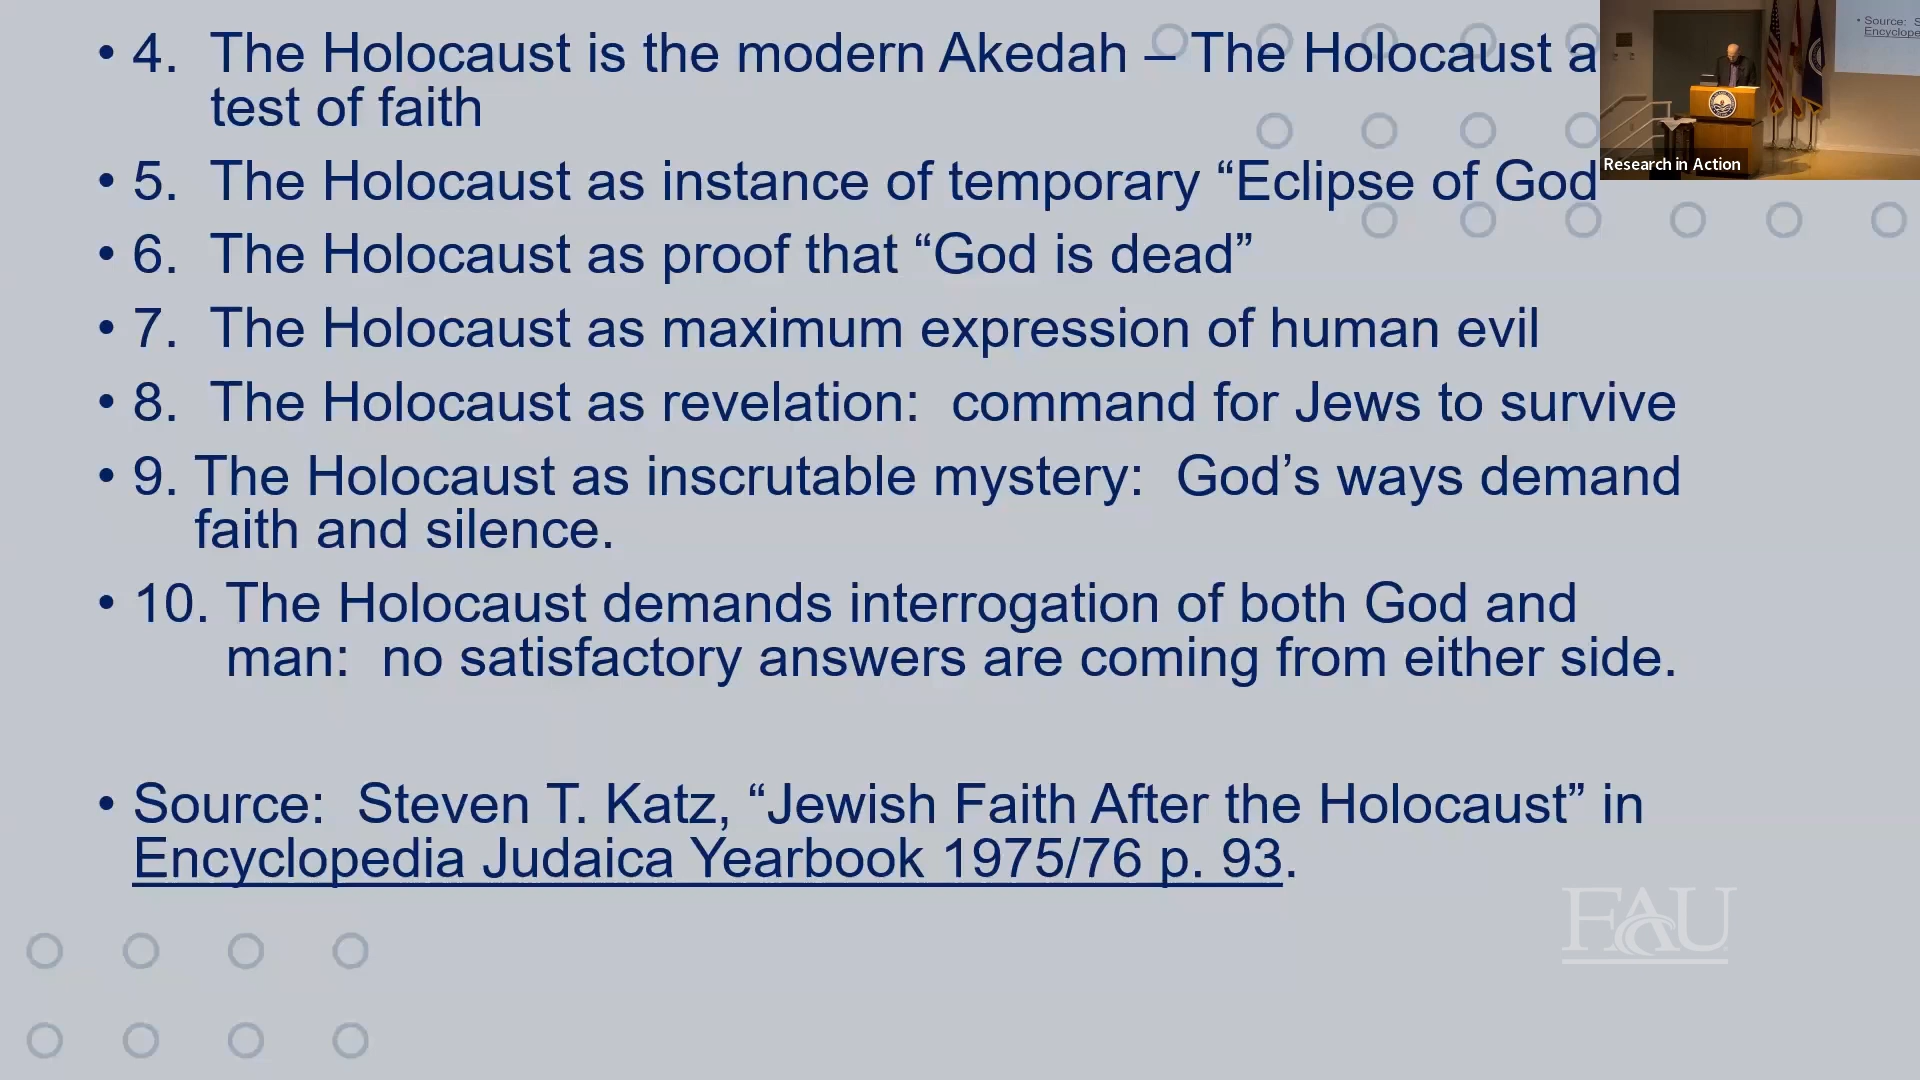 • 4. The Holocaust is the modern Akedah – The Holocaust a
test of faith
• 5. The Holocaust as instance of temporary “Eclipse of God
• 6. The Holocaust as proof that “God is dead”
• 7. The Holocaust as maximum expression of human evil
• 8. The Holocaust as revelation: command for Jews to survive
• 9. The Holocaust as inscrutable mystery: God’s ways demand
faith and silence.
• 10. The Holocaust demands interrogation of both God and
man: no satisfactory answers are coming from either side.
• Source: Steven T. Katz, “Jewish Faith After the Holocaust” in
Encyclopedia Judaica Yearbook 1975/76 p. 93.
FAU
• Source: S
Encyclope
Research in Action